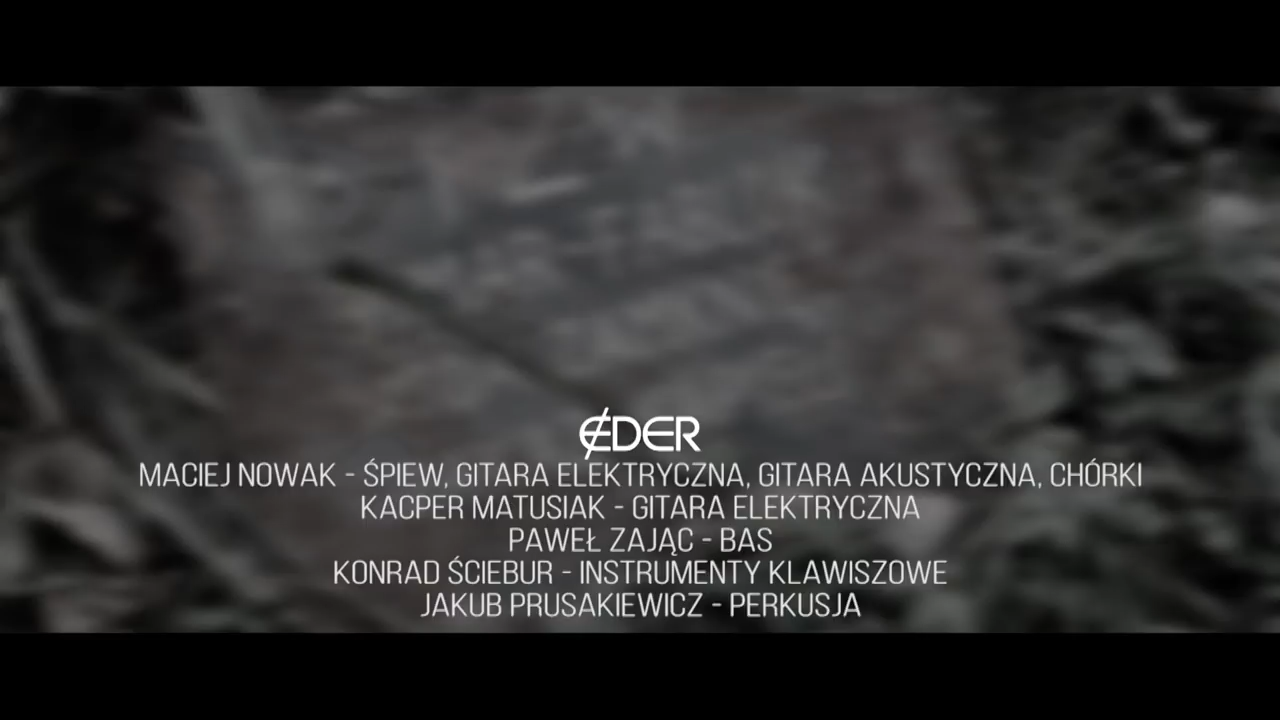 EDER
MACIEJ NOWAK - ŚPIEW, GITARA ELEKTRYCZNA, GITARA AKUSTYCZNA, CHÓRKI
KACPER MATUSIAK - GITARA ELEKTRYCZNA
PAWEŁ ZAJĄC - BAS
KONRAD ŚCIEBUR - INSTRUMENTY KLAWISZOWE
JAKUB PRUSAKIEWICZ - PERKUSJA